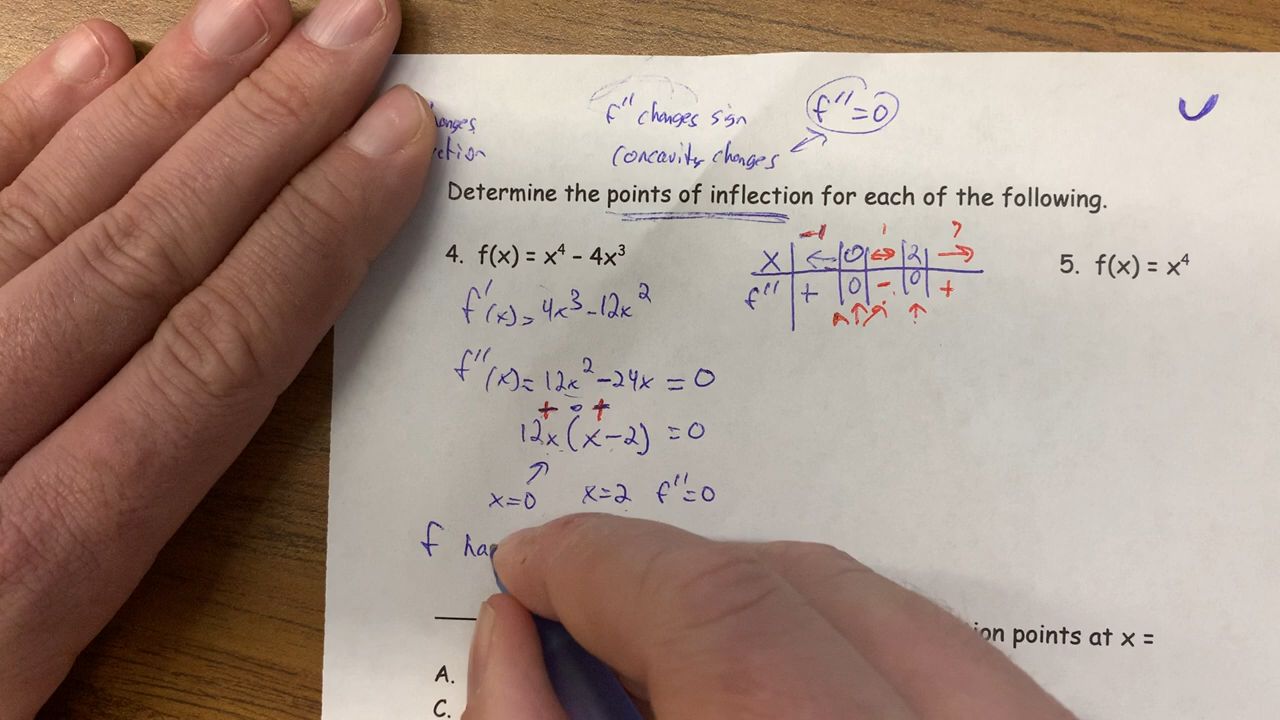 f'' changes sign f''=0
concavity changes
Determine the points of inflection for each of the following.
4. f(x) = x⁴ - 4x³
x | ← | 0 | ↔ | 2 | →
f'' | + | 0 | - | 0 | +
5. f(x) = x⁴
f'(x) = 4x³-12x²
f''(x) = 12x²-24x = 0
+ +
12x(x-2) = 0
x=0 x=2 f''=0
f ha
ion points at x =
A.
C.